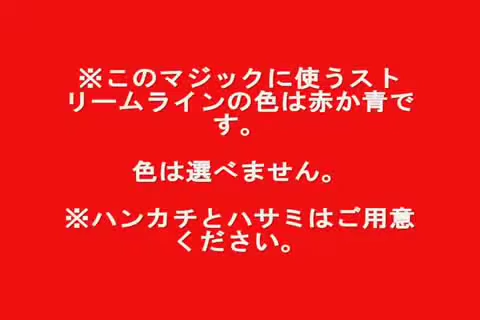 ※このマジックに使うスト
リームラインの色は赤か青で
す。
色は選べません。
※ハンカチとハサミはご用意
ください。